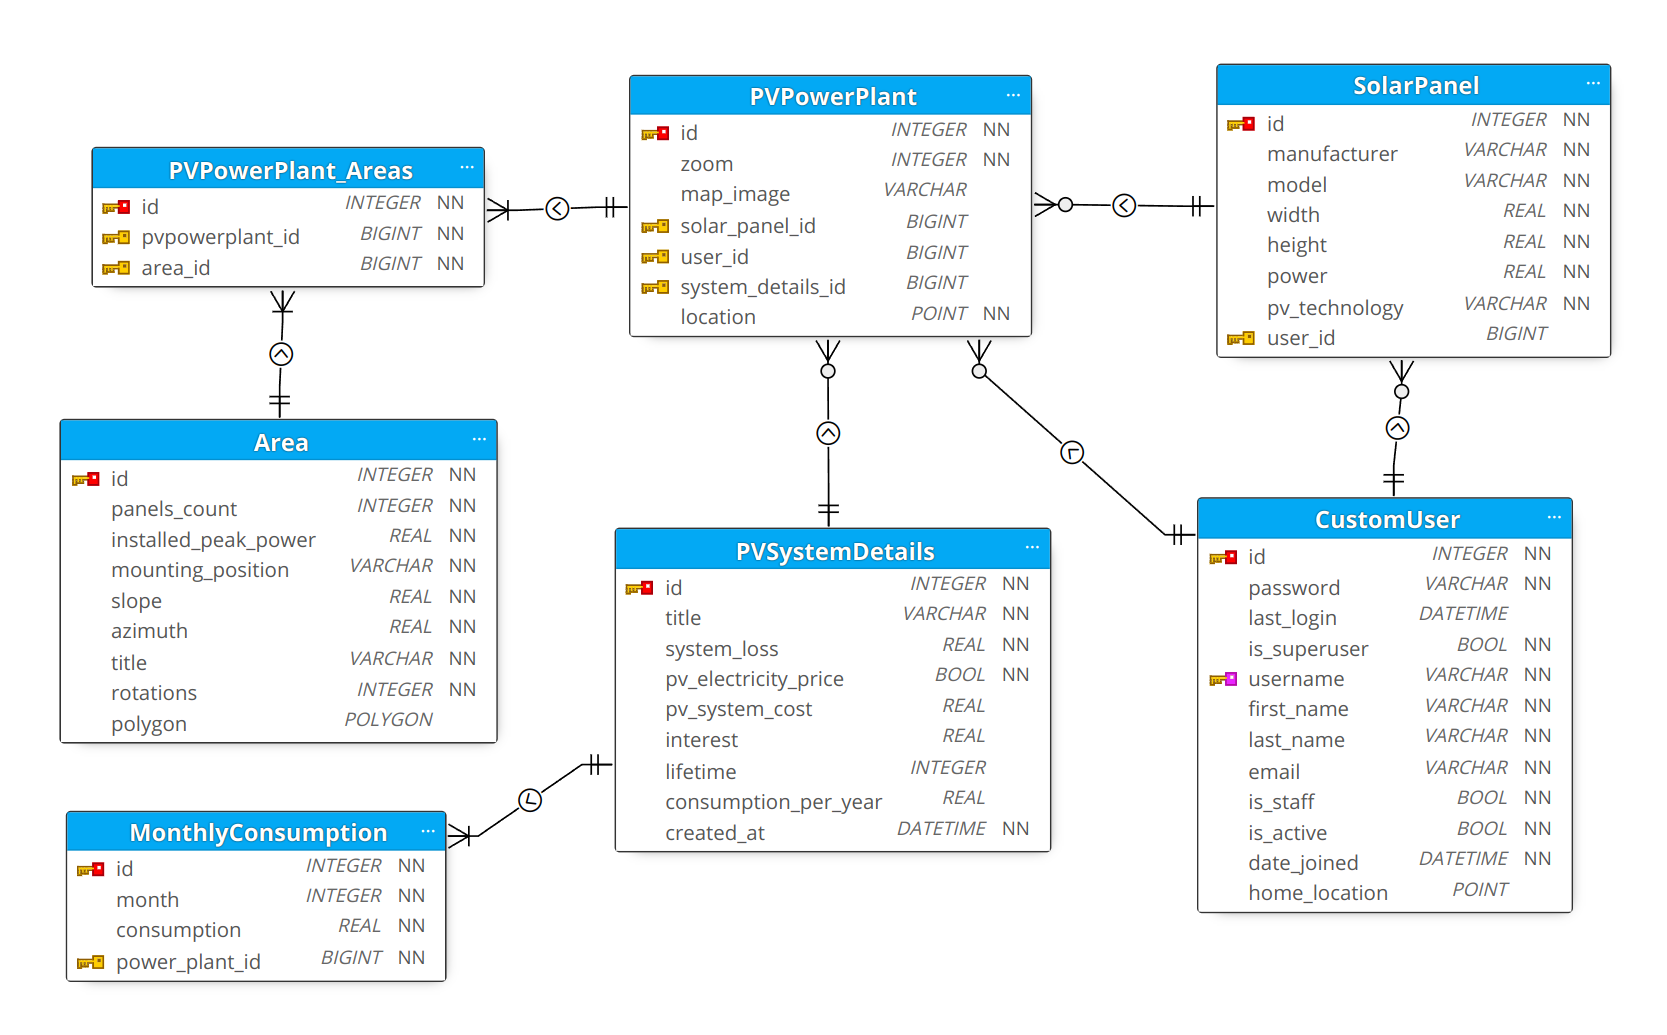 PVPowerPlant_Areas ...
id INTEGER NN
pvpowerplant_id BIGINT NN
area_id BIGINT NN
PVPowerPlant ...
id INTEGER NN
zoom INTEGER NN
map_image VARCHAR
solar_panel_id BIGINT
user_id BIGINT
system_details_id BIGINT
location POINT NN
SolarPanel ...
id INTEGER NN
manufacturer VARCHAR NN
model VARCHAR NN
width REAL NN
height REAL NN
power REAL NN
pv_technology VARCHAR NN
user_id BIGINT
Area ...
id INTEGER NN
panels_count INTEGER NN
installed_peak_power REAL NN
mounting_position VARCHAR NN
slope REAL NN
azimuth REAL NN
title VARCHAR NN
rotations INTEGER NN
polygon POLYGON
PVSystemDetails ...
id INTEGER NN
title VARCHAR NN
system_loss REAL NN
pv_electricity_price BOOL NN
pv_system_cost REAL
interest REAL
lifetime INTEGER
consumption_per_year REAL
created_at DATETIME NN
CustomUser ...
id INTEGER NN
password VARCHAR NN
last_login DATETIME
is_superuser BOOL NN
username VARCHAR NN
first_name VARCHAR NN
last_name VARCHAR NN
email VARCHAR NN
is_staff BOOL NN
is_active BOOL NN
date_joined DATETIME NN
home_location POINT
MonthlyConsumption ...
id INTEGER NN
month INTEGER NN
consumption REAL NN
power_plant_id BIGINT NN